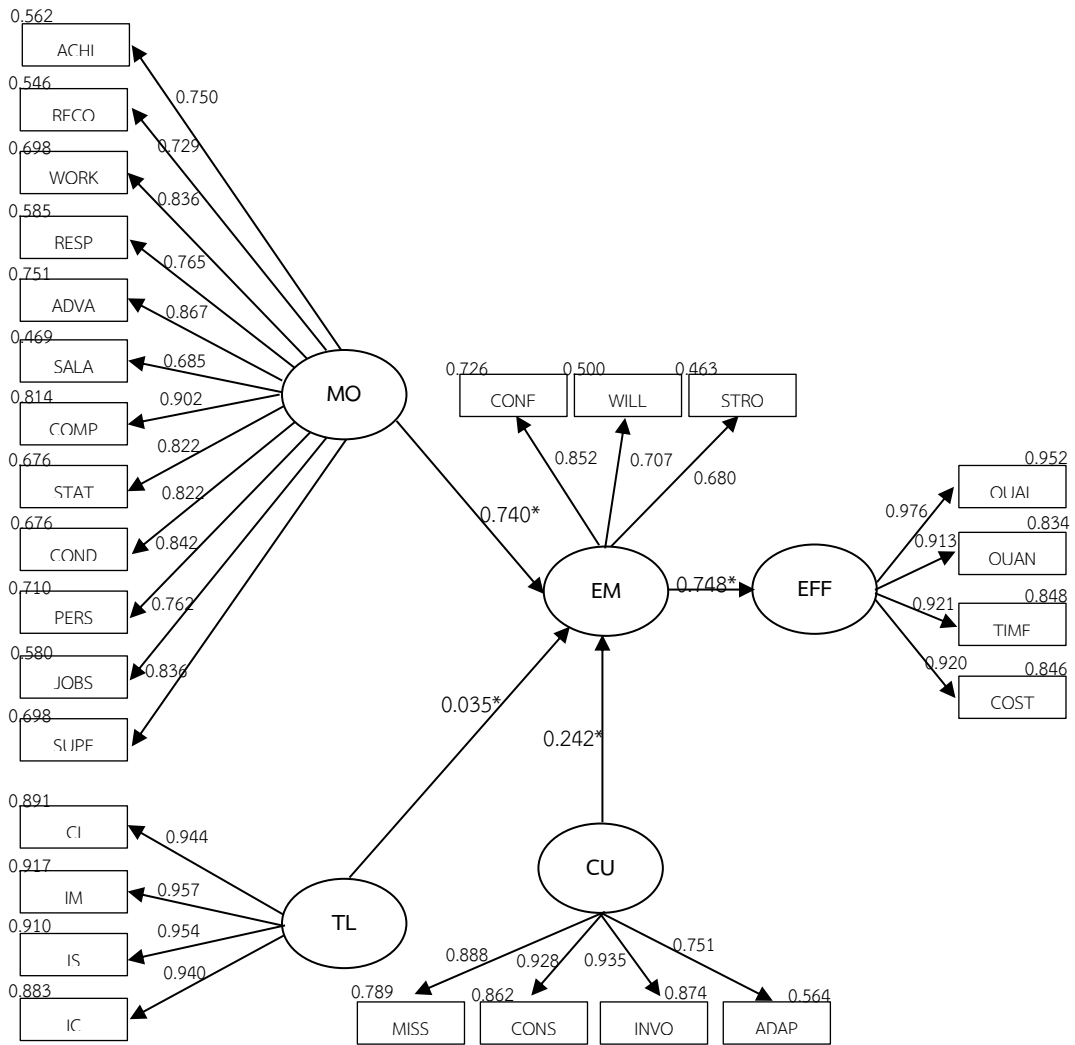 0.562
ACHI
0.750
0.546
RECO
0.729
0.698
WORK
0.836
0.585
RESP
0.765
0.751
ADVA
0.867
0.469
SALA
0.685
0.814
COMP
0.902
0.676
STAT
0.822
0.676
COND
0.822
0.710
PERS
0.842
0.580
JOBS
0.762
0.698
SUPE
0.836
MO
0.740*
0.726
CONF
0.852
0.500
WILL
0.707
0.463
STRO
0.680
EM
0.748*
EFF
0.952
QUAL
0.976
0.834
QUAN
0.913
0.848
TIME
0.921
0.846
COST
0.920
0.035*
0.242*
0.891
CI
0.944
0.917
IM
0.957
0.910
IS
0.954
0.883
IC
0.940
TL
CU
0.888
0.928
0.935
0.751
0.789
MISS
0.862
CONS
0.874
INVO
0.564
ADAP